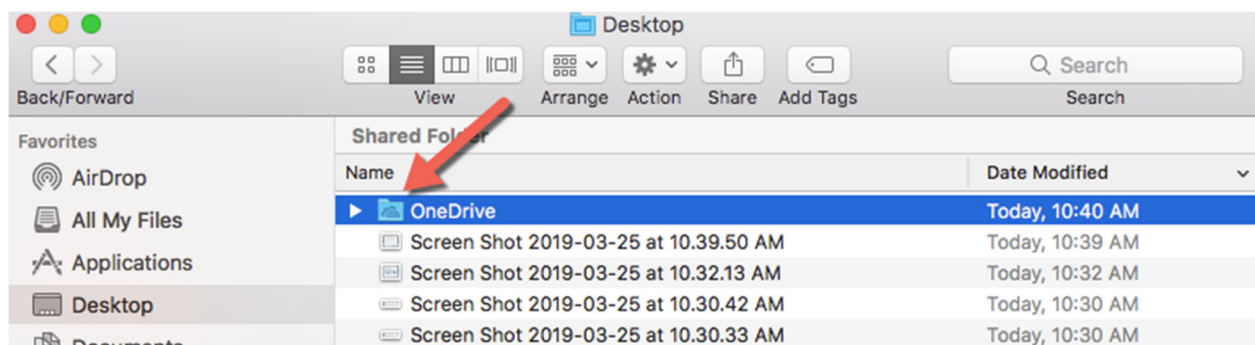 Desktop
Search
Back/Forward View Arrange Action Share Add Tags Search
Favorites
Shared Folder
Name Date Modified
AirDrop
OneDrive Today, 10:40 AM
All My Files
Screen Shot 2019-03-25 at 10.39.50 AM Today, 10:39 AM
Applications
Screen Shot 2019-03-25 at 10.32.13 AM Today, 10:32 AM
Desktop
Screen Shot 2019-03-25 at 10.30.42 AM Today, 10:30 AM
Documents
Screen Shot 2019-03-25 at 10.30.33 AM Today, 10:30 AM